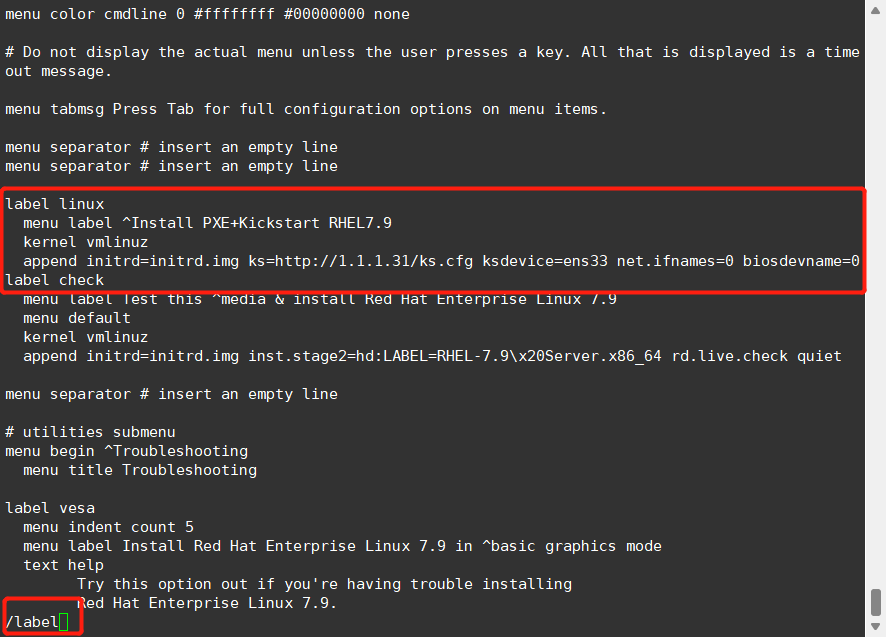 menu color cmdline 0 #ffffffff #00000000 none
# Do not display the actual menu unless the user presses a key. All that is displayed is a time
out message.
menu tabmsg Press Tab for full configuration options on menu items.
menu separator # insert an empty line
menu separator # insert an empty line
label linux
menu label ^Install PXE+Kickstart RHEL7.9
kernel vmlinuz
append initrd=initrd.img ks=http://1.1.1.31/ks.cfg ksdevice=ens33 net.ifnames=0 biosdevname=0
label check
menu label Test this ^media & install Red Hat Enterprise Linux 7.9
menu default
kernel vmlinuz
append initrd=initrd.img inst.stage2=hd:LABEL=RHEL-7.9\x20Server.x86_64 rd.live.check quiet
menu separator # insert an empty line
# utilities submenu
menu begin ^Troubleshooting
menu title Troubleshooting
label vesa
menu indent count 5
menu label Install Red Hat Enterprise Linux 7.9 in ^basic graphics mode
text help
Try this option out if you're having trouble installing
Red Hat Enterprise Linux 7.9.
/label